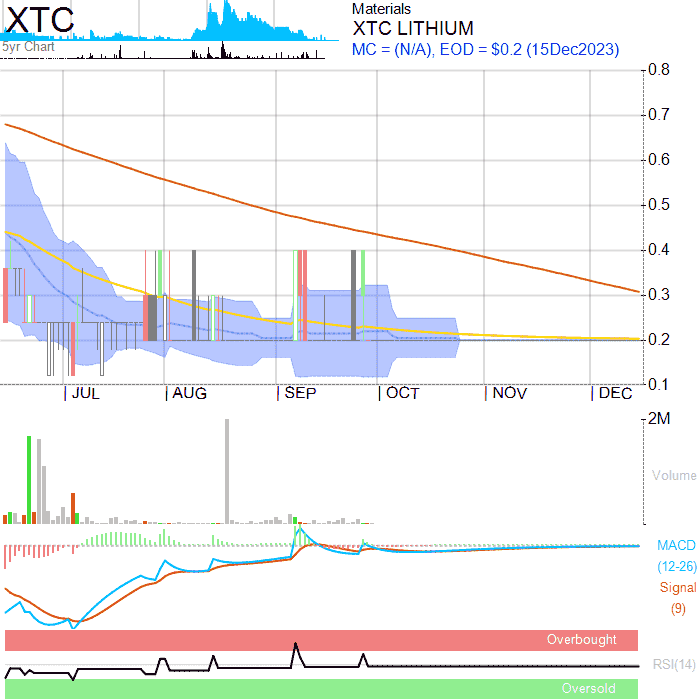 XTC
5yr Chart
Materials
XTC LITHIUM
MC = (N/A), EOD = $0.2 (15Dec2023)
0.8
0.7
0.6
0.5
0.4
0.3
0.2
0.1
JUL AUG SEP OCT NOV DEC
2M
Volume
MACD
(12-26)
Signal
(9)
Overbought
RSI(14)
Oversold